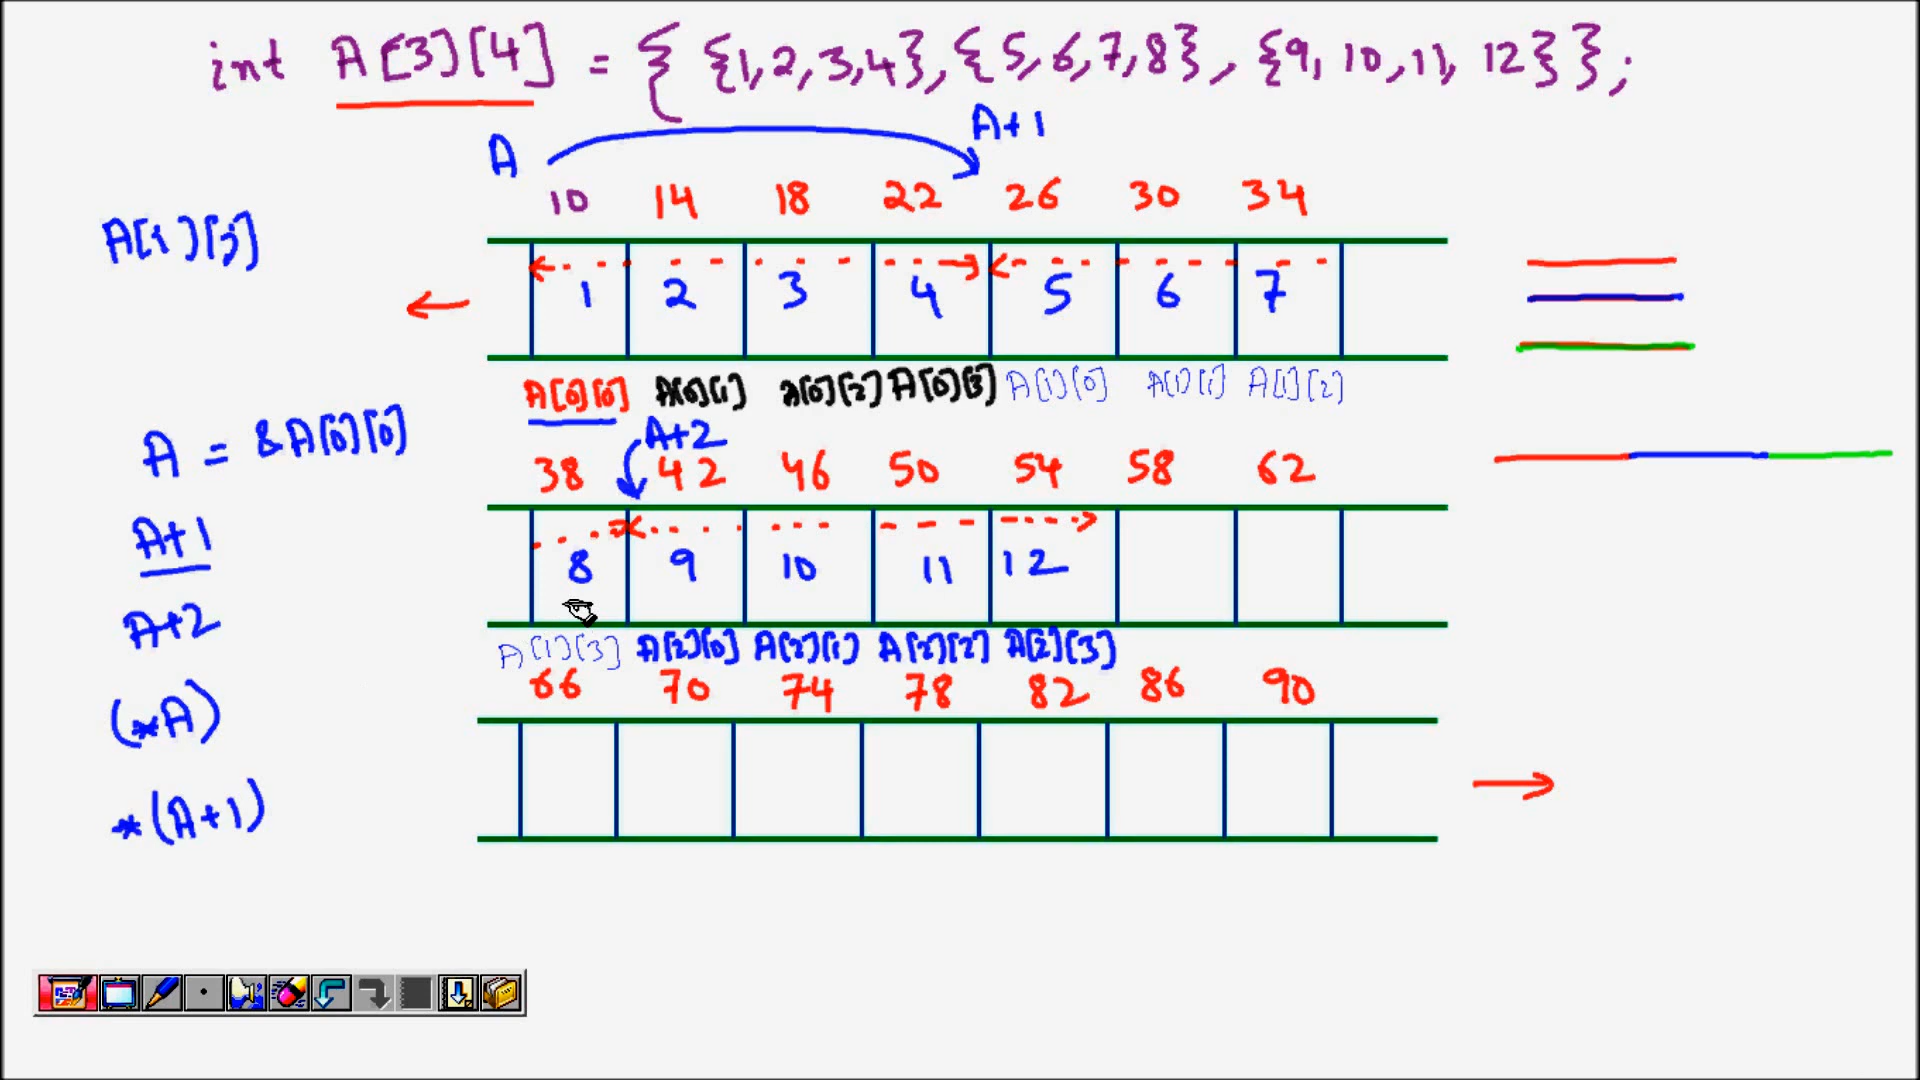 int A[3][4] = { {1,2,3,4}, {5,6,7,8}, {9, 10, 11, 12} };
A A+1
10 14 18 22 26 30 34
A[i][j]
1 2 3 4 5 6 7
A[0][0] A[0][1] A[0][2] A[0][3] A[1][0] A[1][1] A[1][2]
A = &A[0][0]
A+2
38 42 46 50 54 58 62
A+1
8 9 10 11 12
A+2
A[1][3] A[2][0] A[2][1] A[2][2] A[2][3]
66 70 74 78 82 86 90
(*A)
*(A+1)